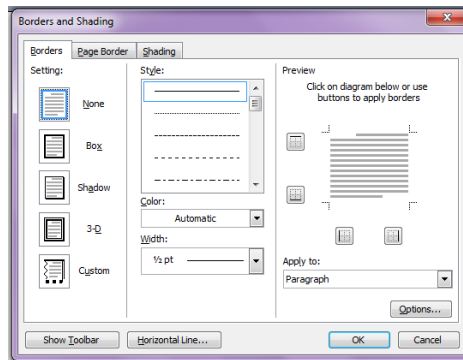 Borders and Shading
Borders Page Border Shading
Setting:
None
Box
Shadow
3-D
Custom
Style:
Color:
Automatic
Width:
½ pt
Preview
Click on diagram below or use
buttons to apply borders
Apply to:
Paragraph
Options...
Show Toolbar Horizontal Line... OK Cancel